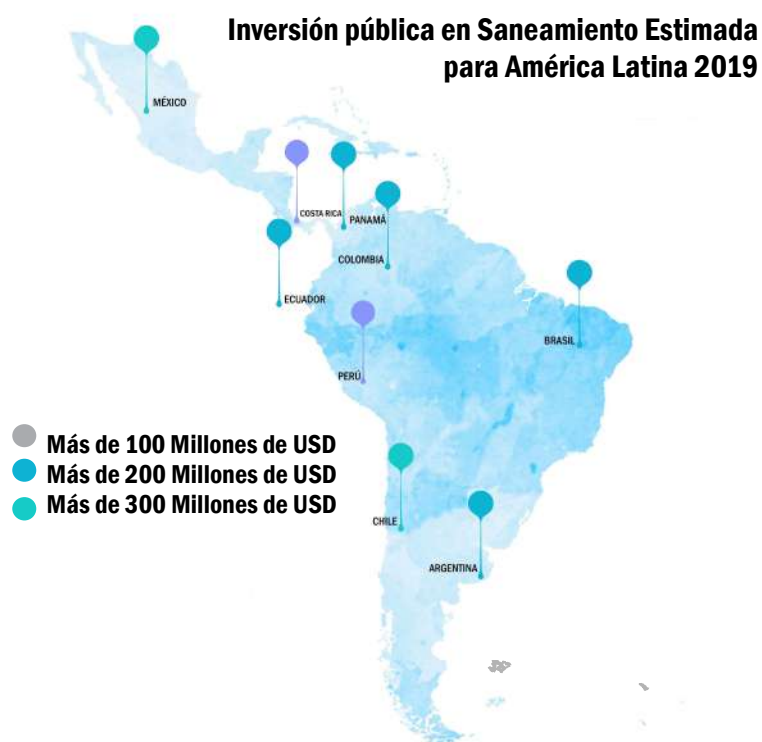 Inversión pública en Saneamiento Estimada
para América Latina 2019
MÉXICO
COSTA RICA
PANAMÁ
COLOMBIA
ECUADOR
BRASIL
PERÚ
Más de 100 Millones de USD
Más de 200 Millones de USD
Más de 300 Millones de USD
CHILE
ARGENTINA